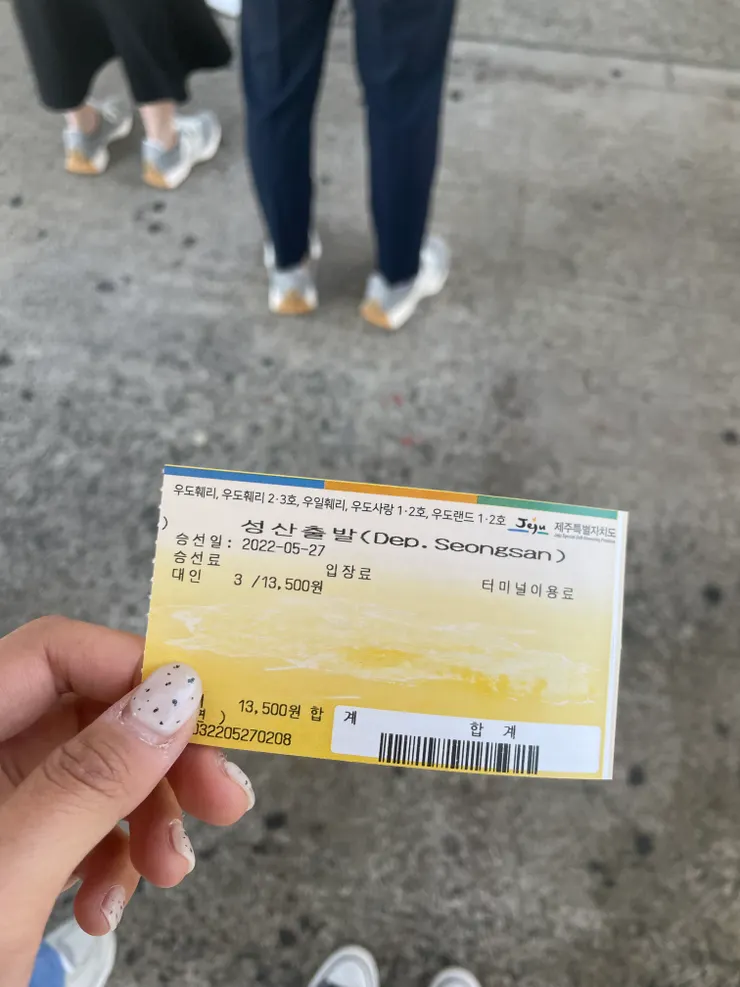 우도훼리, 우도훼리 2·3호, 우일훼리, 우도사랑 1·2호, 우도랜드 1·2호 Jeju 제주특별자치도
)
성산출발(Dep. Seongsan)
승선일: 2022-05-27
승선료 입장료 터미널이용료
대인 3 /13,500원
13,500원 합 계 합 계
)
032205270208